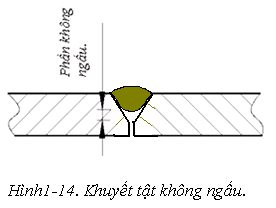 Phần không
ngấu.
Hình1-14. Khuyết tật không ngấu.